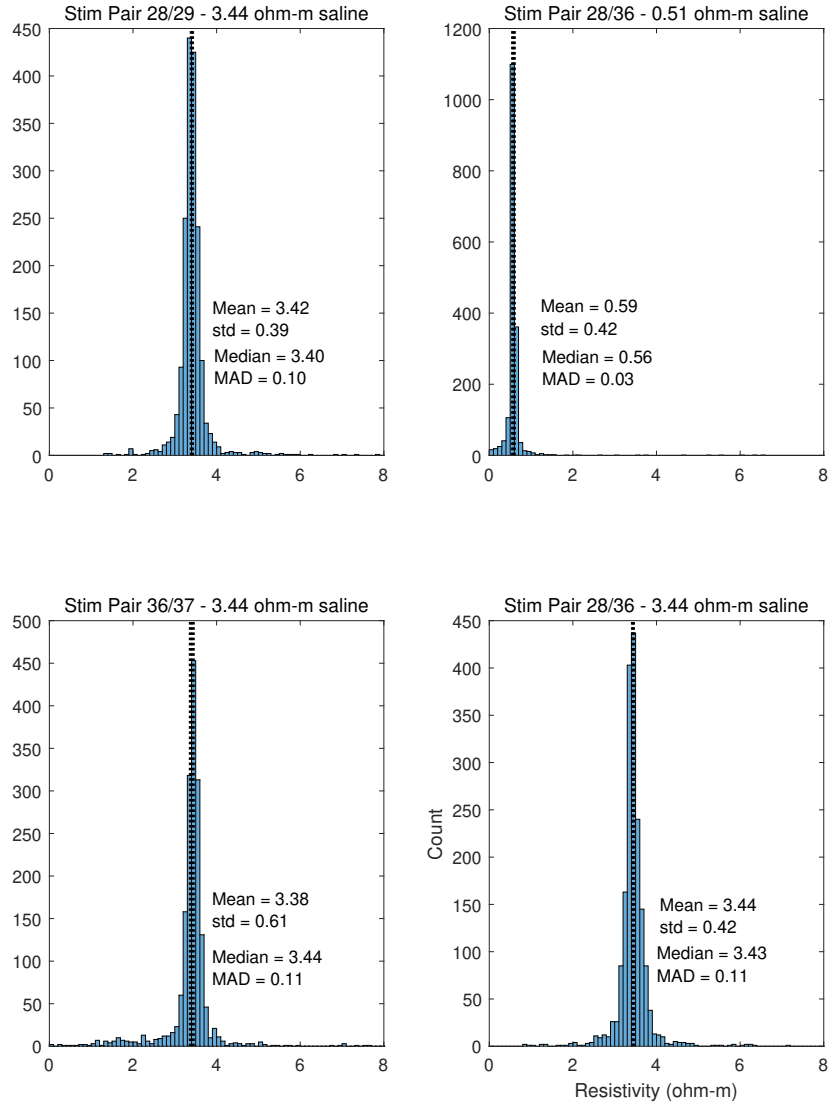 Stim Pair 28/29 - 3.44 ohm-m saline
450
400
350
300
250
200
150
100
50
0
0 2 4 6 8
Mean = 3.42
std = 0.39
Median = 3.40
MAD = 0.10
Stim Pair 28/36 - 0.51 ohm-m saline
1200
1000
800
600
400
200
0
0 2 4 6 8
Mean = 0.59
std = 0.42
Median = 0.56
MAD = 0.03
Stim Pair 36/37 - 3.44 ohm-m saline
500
450
400
350
300
250
200
150
100
50
0
0 2 4 6 8
Mean = 3.38
std = 0.61
Median = 3.44
MAD = 0.11
Stim Pair 28/36 - 3.44 ohm-m saline
450
400
350
300
250
200
150
100
50
0
Count
0 2 4 6 8
Resistivity (ohm-m)
Mean = 3.44
std = 0.42
Median = 3.43
MAD = 0.11